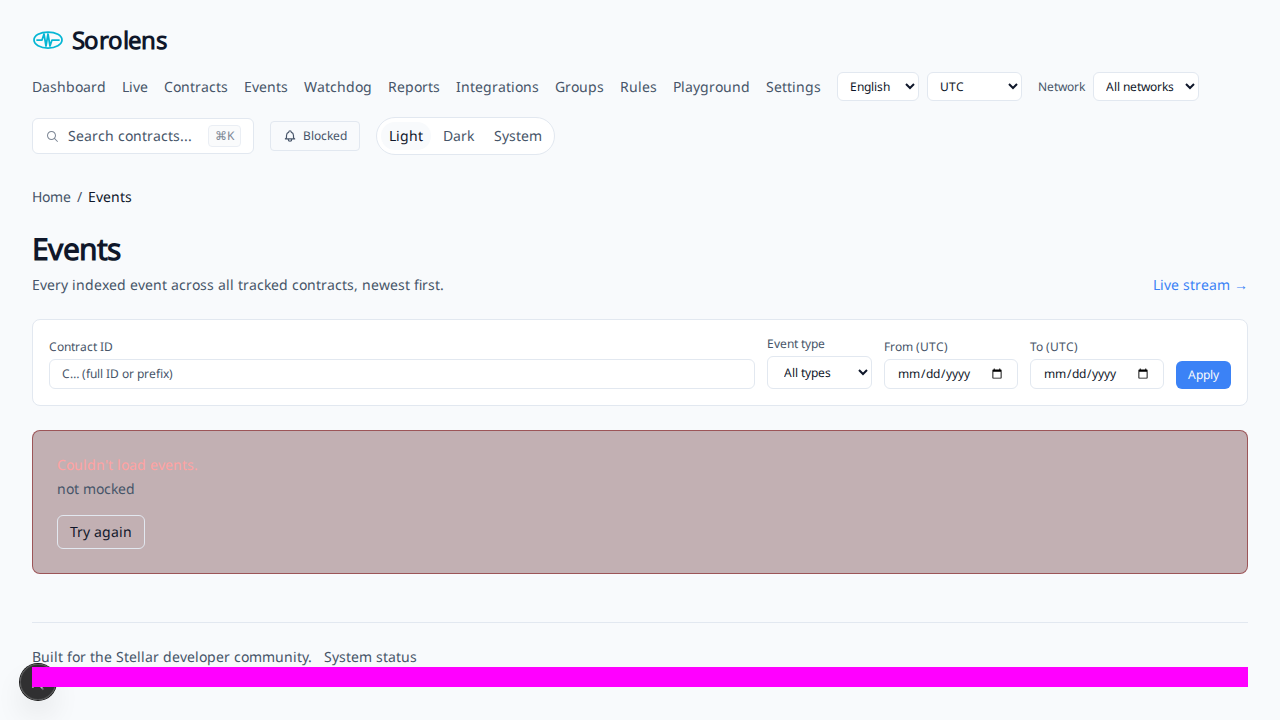 Sorolens
Dashboard Live Contracts Events Watchdog Reports Integrations Groups Rules Playground Settings English UTC Network All networks
Search contracts... ⌘K Blocked Light Dark System
Home / Events
Events
Every indexed event across all tracked contracts, newest first. Live stream →
Contract ID Event type From (UTC) To (UTC)
C... (full ID or prefix) All types mm/dd/yyyy mm/dd/yyyy Apply
Couldn't load events.
not mocked
Try again
Built for the Stellar developer community. System status